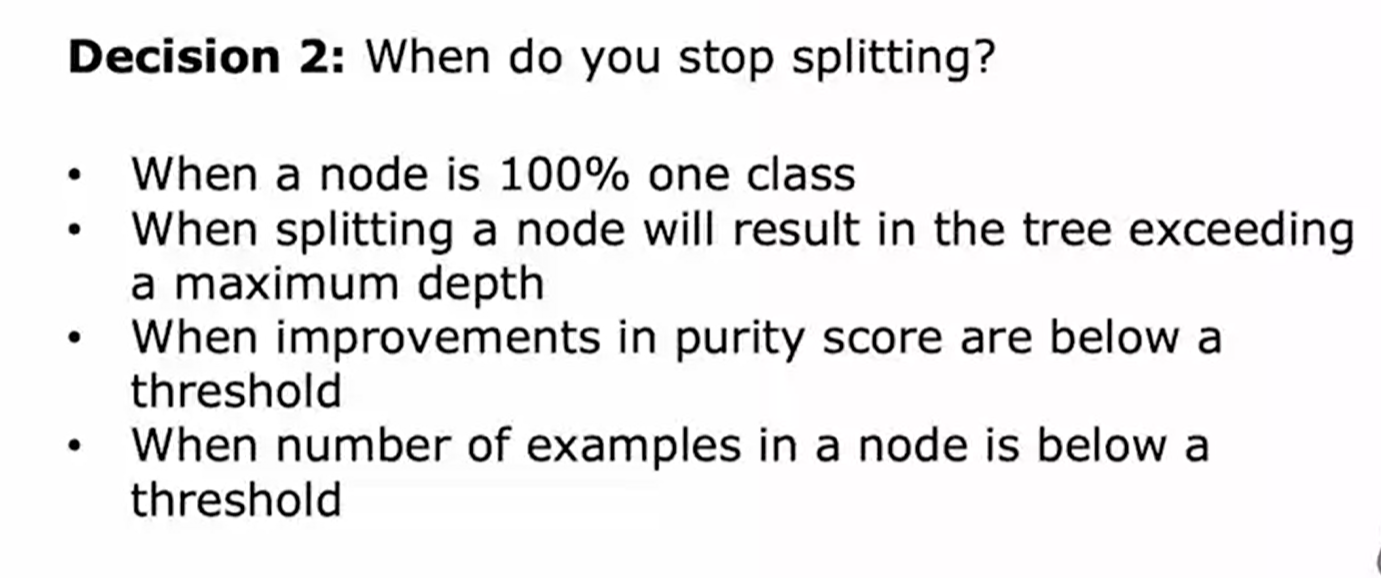 Decision 2: When do you stop splitting?
• When a node is 100% one class
• When splitting a node will result in the tree exceeding
a maximum depth
• When improvements in purity score are below a
threshold
• When number of examples in a node is below a
threshold